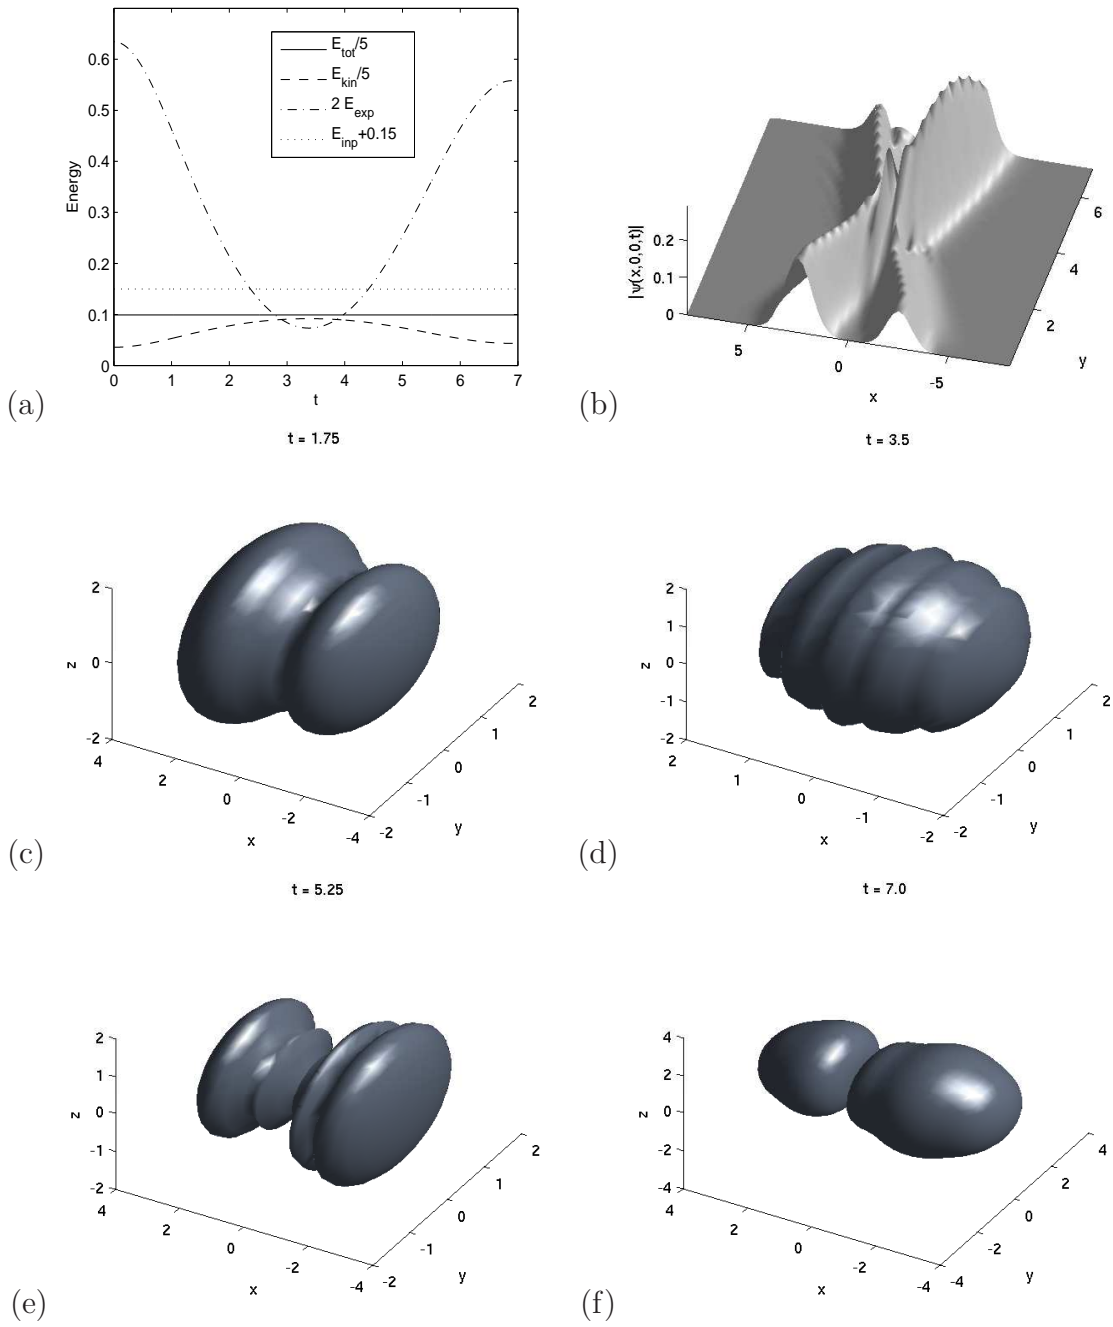 0.6
0.5
0.4
0.3
0.2
0.1
0
Energy
E_tot/5
E_kin/5
2 E_exp
E_inp+0.15
0 1 2 3 4 5 6 7
t
(a)
|ψ(x,0,0,t)|
0.2
0.1
0
5
0
-5
x
2
4
6
y
(b)
t = 1.75
z
2
0
-2
4
2
0
-2
-4
x
-2
-1
0
1
2
y
(c)
t = 3.5
z
2
1
0
-1
-2
2
1
0
-1
-2
x
-2
-1
0
1
2
y
(d)
t = 5.25
z
2
1
0
-1
-2
4
2
0
-2
-4
x
-2
-1
0
1
2
y
(e)
t = 7.0
z
4
2
0
-2
-4
4
2
0
-2
-4
x
-4
-2
0
2
4
y
(f)